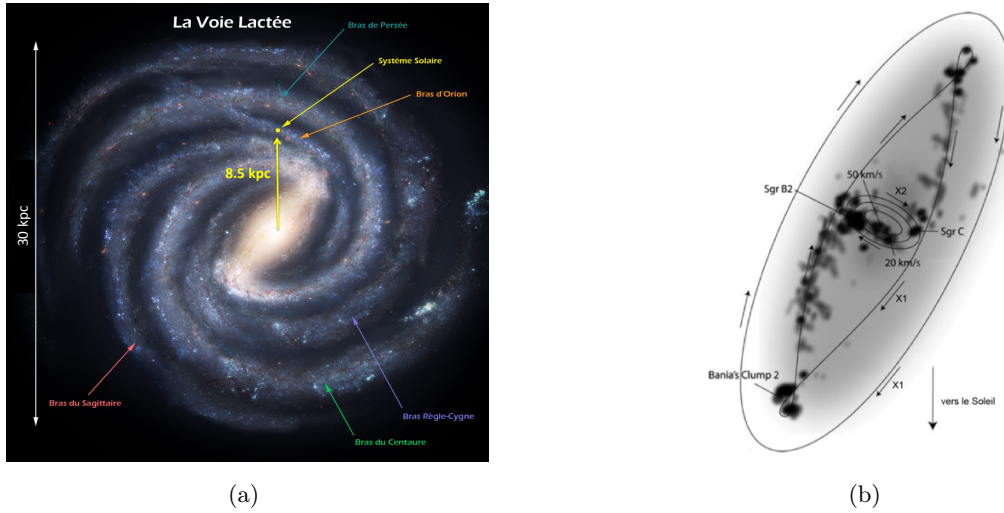 La Voie Lactée
Bras de Persée
Système Solaire
Bras d'Orion
8.5 kpc
30 kpc
Bras du Sagittaire
Bras Règle-Cygne
Bras du Centaure
(a)
50 km/s
X2
Sgr B2
Sgr C
20 km/s
X1
Bania's Clump 2
X1
vers le Soleil
(b)